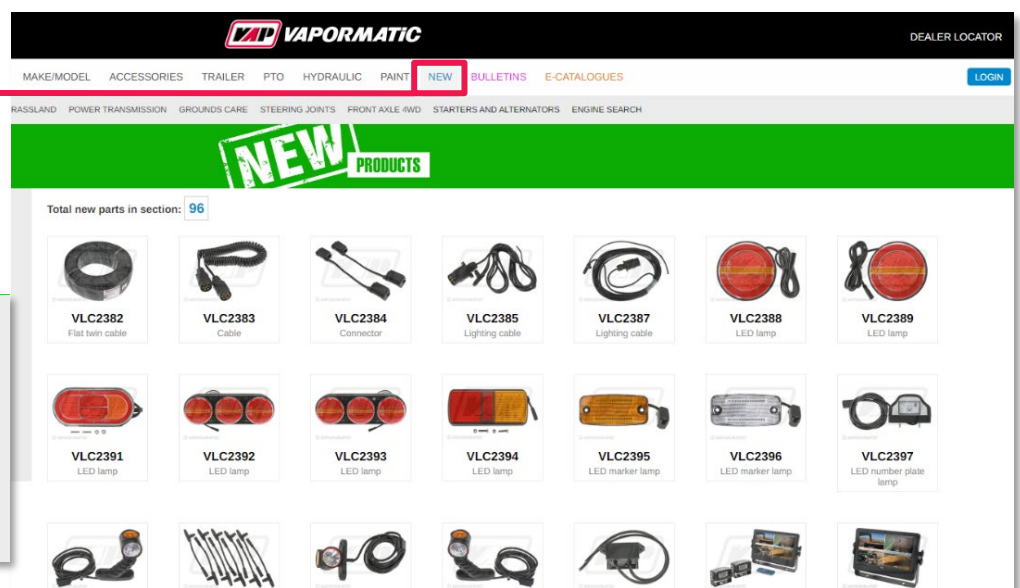 VAP VAPORMATIC
DEALER LOCATOR
MAKE/MODEL ACCESSORIES TRAILER PTO HYDRAULIC PAINT NEW BULLETINS E-CATALOGUES
LOGIN
RASSLAND POWER TRANSMISSION GROUNDS CARE STEERING JOINTS FRONT AXLE 4WD STARTERS AND ALTERNATORS ENGINE SEARCH
NEW PRODUCTS
Total new parts in section: 96
VLC2382 VLC2383 VLC2384 VLC2385 VLC2387 VLC2388 VLC2389
Flat twin cable Cable Connector Lighting cable Lighting cable LED lamp LED lamp
VLC2391 VLC2392 VLC2393 VLC2394 VLC2395 VLC2396 VLC2397
LED lamp LED lamp LED lamp LED lamp LED marker lamp LED marker lamp LED number plate
lamp